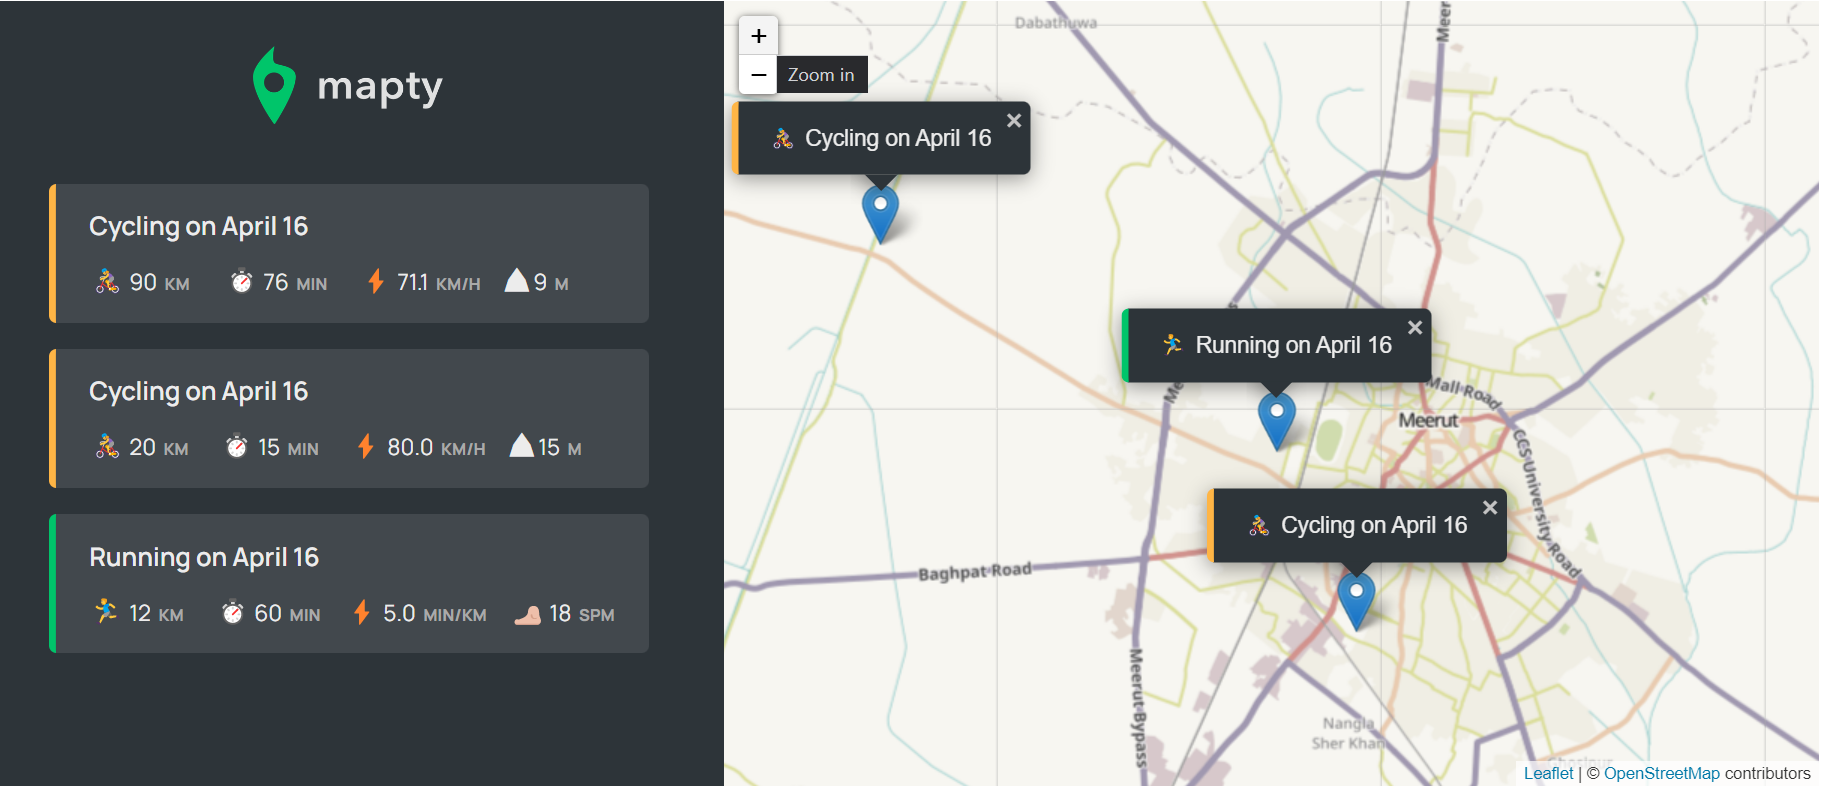 mapty
Cycling on April 16
90 KM 76 MIN 71.1 KM/H 9 M
Cycling on April 16
20 KM 15 MIN 80.0 KM/H 15 M
Running on April 16
12 KM 60 MIN 5.0 MIN/KM 18 SPM
+
−
Zoom in
Dabathuwa
Meer
Cycling on April 16 ×
Running on April 16 ×
Me
Mall Road
Meerut
CCS University Road
Cycling on April 16 ×
Baghpat Road
Meerut Bypass
Nangla
Sher Khan
Leaflet | © OpenStreetMap contributors